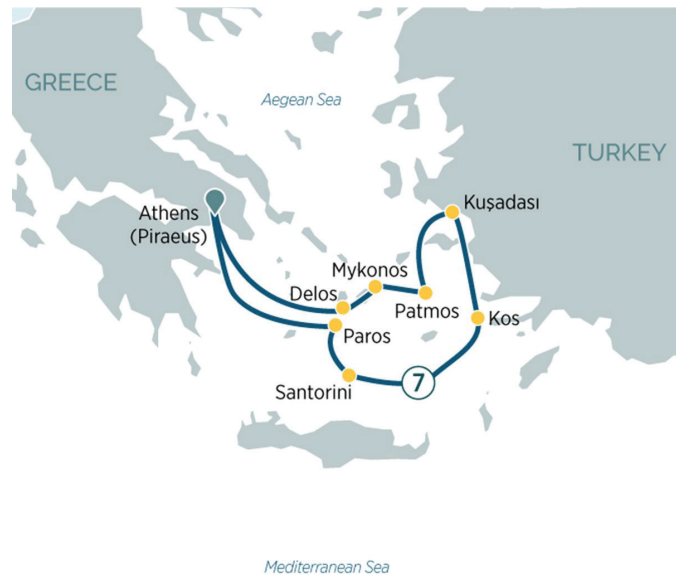 GREECE
Aegean Sea
TURKEY
Athens
(Piraeus)
Kuşadası
Mykonos
Delos
Patmos
Kos
Paros
7
Santorini
Mediterranean Sea